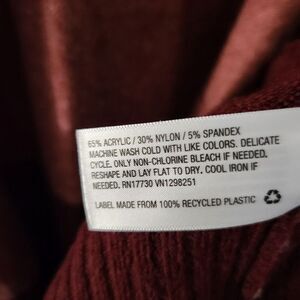 65% ACRYLIC / 30% NYLON / 5% SPANDEX
MACHINE WASH COLD WITH LIKE COLORS. DELICATE
CYCLE. ONLY NON-CHLORINE BLEACH IF NEEDED.
RESHAPE AND LAY FLAT TO DRY. COOL IRON IF
NEEDED. RN17730 VN1298251
LABEL MADE FROM 100% RECYCLED PLASTIC